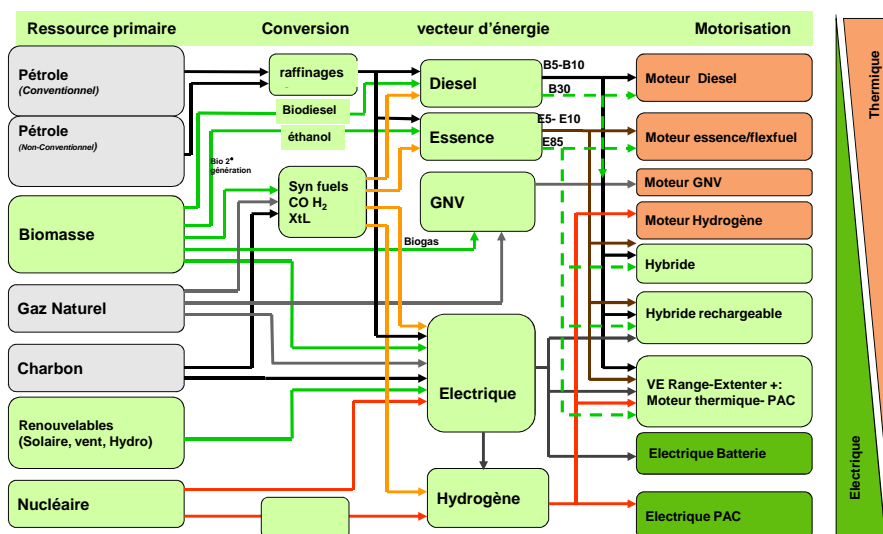 Ressource primaire
Conversion
vecteur d'énergie
Motorisation
Pétrole
(Conventionnel)
Pétrole
(Non-Conventionnel)
Biomasse
Gaz Naturel
Charbon
Renouvelables
(Solaire, vent, Hydro)
Nucléaire
raffinages
Biodiesel
éthanol
Bio 2°
génération
Syn fuels
CO H2
XtL
Biogas
Diesel
Essence
GNV
Electrique
Hydrogène
B5-B10
B30
E5- E10
E85
Moteur Diesel
Moteur essence/flexfuel
Moteur GNV
Moteur Hydrogène
Hybride
Hybride rechargeable
VE Range-Extenter +:
Moteur thermique- PAC
Electrique Batterie
Electrique PAC
Thermique
Electrique